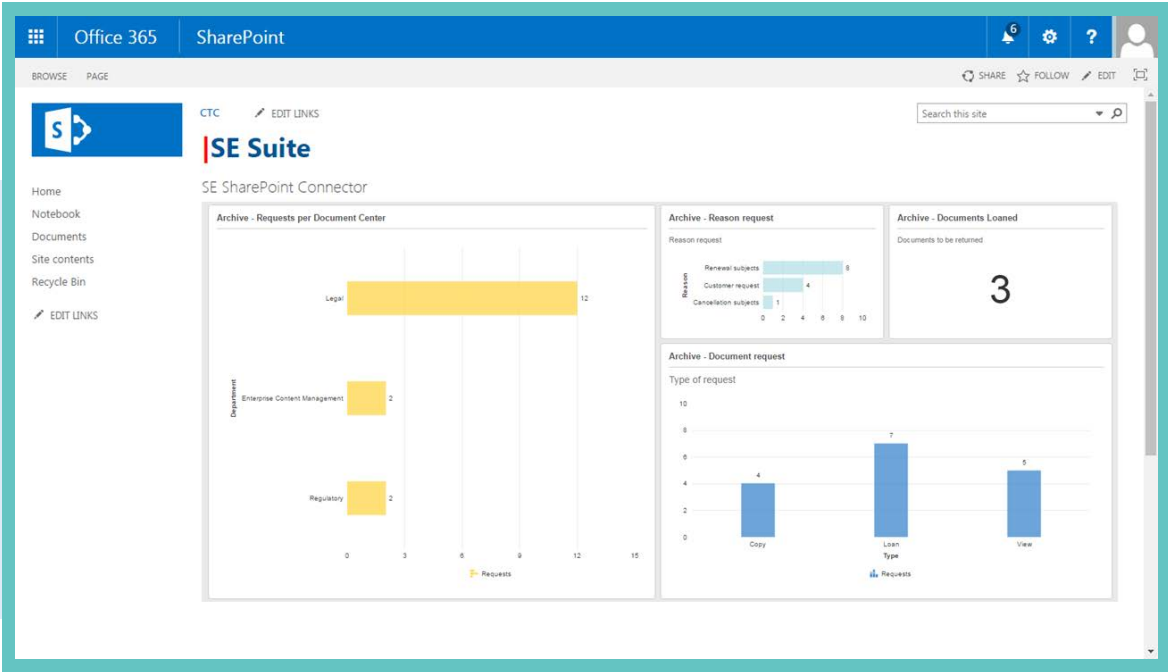 Office 365 SharePoint 6 ?
BROWSE PAGE SHARE FOLLOW EDIT
S
CTC EDIT LINKS Search this site
SE Suite
SE SharePoint Connector
Home
Notebook
Documents
Site contents
Recycle Bin
EDIT LINKS
Archive - Requests per Document Center
Department
Legal 12
Enterprise Content Management 2
Regulatory 2
0 3 6 9 12 15
Requests
Archive - Reason request
Reason request
Reason
Renewal subjects 8
Customer request 4
Cancellation subjects 1
0 2 4 6 8 10
Archive - Documents Loaned
Documents to be returned
3
Archive - Document request
Type of request
10
8
6
4
2
0
4 7 5
Copy Loan View
Type
Requests